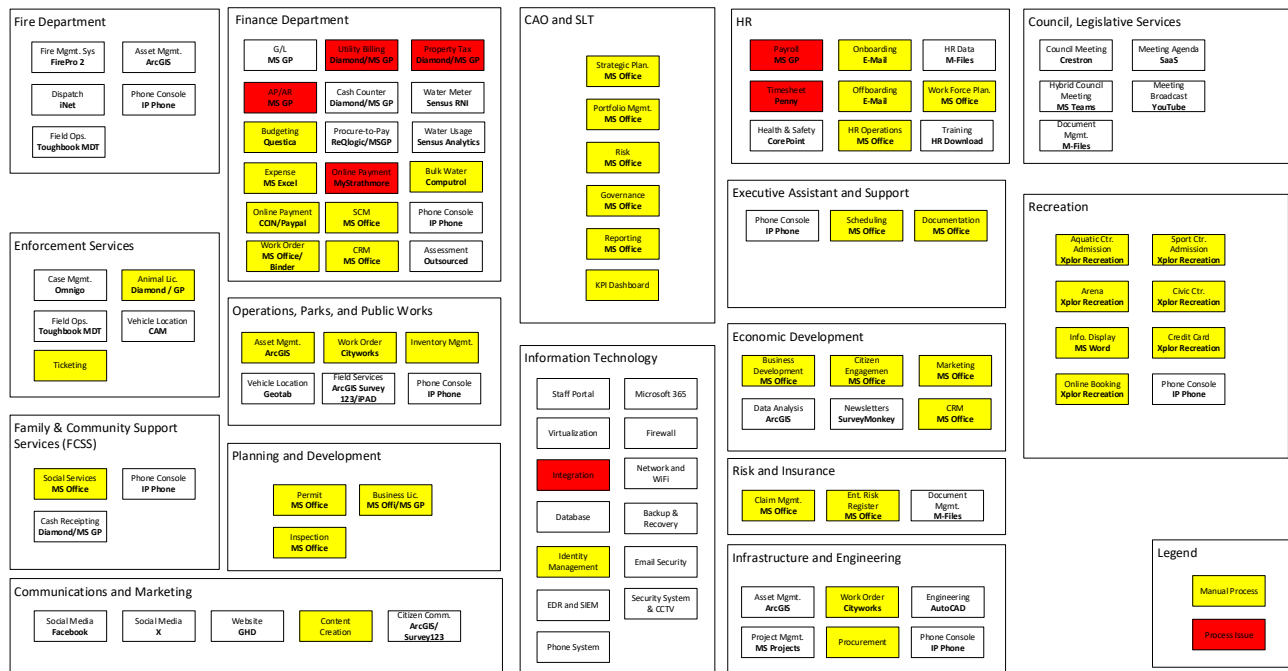 Fire Department
Fire Mgmt. Sys
FirePro 2
Asset Mgmt.
ArcGIS
Dispatch
iNet
Phone Console
IP Phone
Field Ops.
Toughbook MDT
Finance Department
G/L
MS GP
Utility Billing
Diamond/MS GP
Property Tax
Diamond/MS GP
AP/AR
MS GP
Cash Counter
Diamond/MS GP
Water Meter
Sensus RNI
Budgeting
Questica
Procure-to-Pay
ReQlogic/MSGP
Water Usage
Sensus Analytics
Expense
MS Excel
Online Payment
MyStrathmore
Bulk Water
Computrol
Online Payment
CCIN/Paypal
SCM
MS Office
Phone Console
IP Phone
Work Order
MS Office/
Binder
CRM
MS Office
Assessment
Outsourced
CAO and SLT
Strategic Plan.
MS Office
Portfolio Mgmt.
MS Office
Risk
MS Office
Governance
MS Office
Reporting
MS Office
KPI Dashboard
HR
Payroll
MS GP
Onboarding
E-Mail
HR Data
M-Files
Timesheet
Penny
Offboarding
E-Mail
Work Force Plan.
MS Office
Health & Safety
CorePoint
HR Operations
MS Office
Training
HR Download
Council, Legislative Services
Council Meeting
Crestron
Meeting Agenda
SaaS
Hybrid Council
Meeting
MS Teams
Meeting
Broadcast
YouTube
Document
Mgmt.
M-Files
Executive Assistant and Support
Phone Console
IP Phone
Scheduling
MS Office
Documentation
MS Office
Recreation
Aquatic Ctr.
Admission
Xplor Recreation
Sport Ctr.
Admission
Xplor Recreation
Arena
Xplor Recreation
Civic Ctr.
Xplor Recreation
Info. Display
MS Word
Credit Card
Xplor Recreation
Online Booking
Xplor Recreation
Phone Console
IP Phone
Enforcement Services
Case Mgmt.
Omnigo
Animal Lic.
Diamond / GP
Field Ops.
Toughbook MDT
Vehicle Location
CAM
Ticketing
Operations, Parks, and Public Works
Asset Mgmt.
ArcGIS
Work Order
Cityworks
Inventory Mgmt.
Vehicle Location
Geotab
Field Services
ArcGIS Survey
123/iPAD
Phone Console
IP Phone
Information Technology
Staff Portal
Microsoft 365
Virtualization
Firewall
Integration
Network and
WiFi
Database
Backup &
Recovery
Identity
Management
Email Security
EDR and SIEM
Security System
& CCTV
Phone System
Economic Development
Business
Development
MS Office
Citizen
Engagemen
MS Office
Marketing
MS Office
Data Analysis
ArcGIS
Newsletters
SurveyMonkey
CRM
MS Office
Family & Community Support
Services (FCSS)
Social Services
MS Office
Phone Console
IP Phone
Cash Receipting
Diamond/MS GP
Planning and Development
Permit
MS Office
Business Lic.
MS Offi/MS GP
Inspection
MS Office
Risk and Insurance
Claim Mgmt.
MS Office
Ent. Risk
Register
MS Office
Document
Mgmt.
M-Files
Infrastructure and Engineering
Asset Mgmt.
ArcGIS
Work Order
Cityworks
Engineering
AutoCAD
Project Mgmt.
MS Projects
Procurement
Phone Console
IP Phone
Communications and Marketing
Social Media
Facebook
Social Media
X
Website
GHD
Content
Creation
Citizen Comm.
ArcGIS/
Survey123
Legend
Manual Process
Process Issue